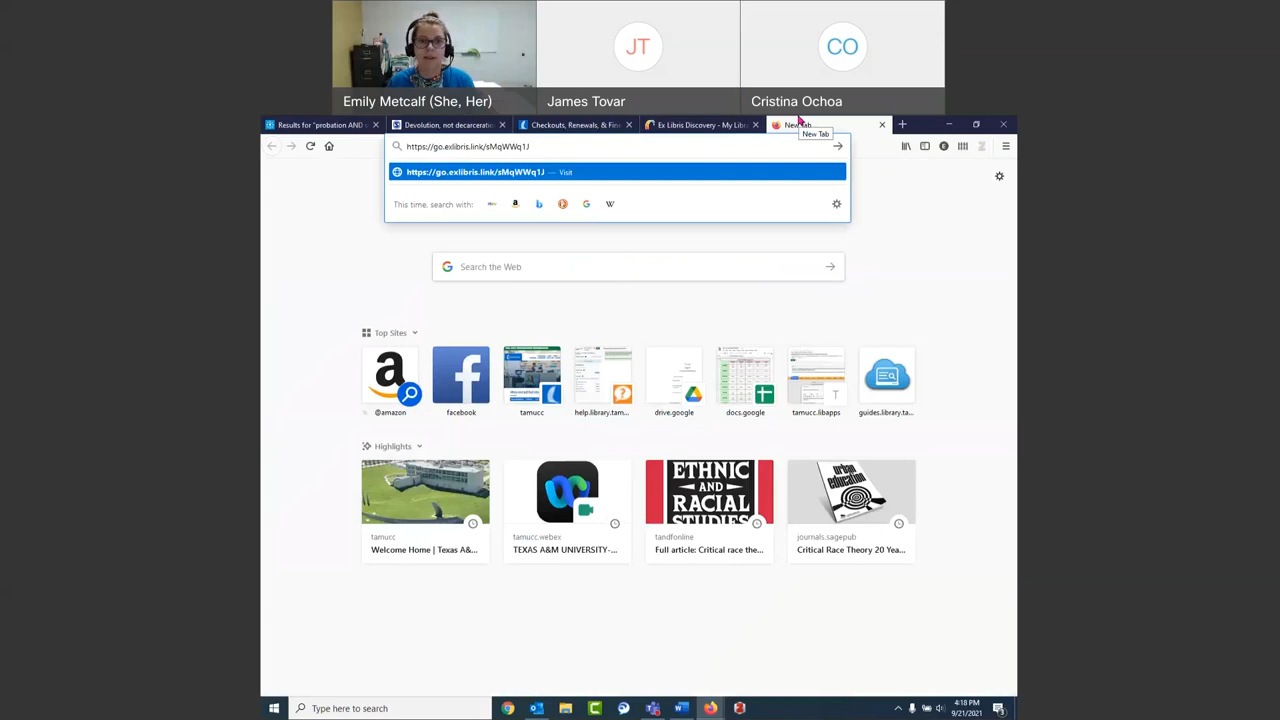 JT
CO
Emily Metcalf (She, Her)
James Tovar
Cristina Ochoa
Results for "probation AND
Devolution, not decarceratio
Checkouts, Renewals, & Fin
Ex Libris Discovery - My Libr
New Tab
New Tab
https://go.exlibris.link/sMqWWq1J
https://go.exlibris.link/sMqWWq1J — Visit
This time, search with:
Search the Web
Top Sites
@amazon
facebook
tamucc
help.library.tam...
drive.google
docs.google
tamucc.libapps
guides.library.ta...
Highlights
ETHNIC
AND
RACIAL
STUDIES
urban
education
tamucc
tamucc.webex
tandfonline
journals.sagepub
Welcome Home | Texas A&...
TEXAS A&M UNIVERSITY-...
Full article: Critical race the...
Critical Race Theory 20 Yea...
Type here to search
4:18 PM
9/21/2021